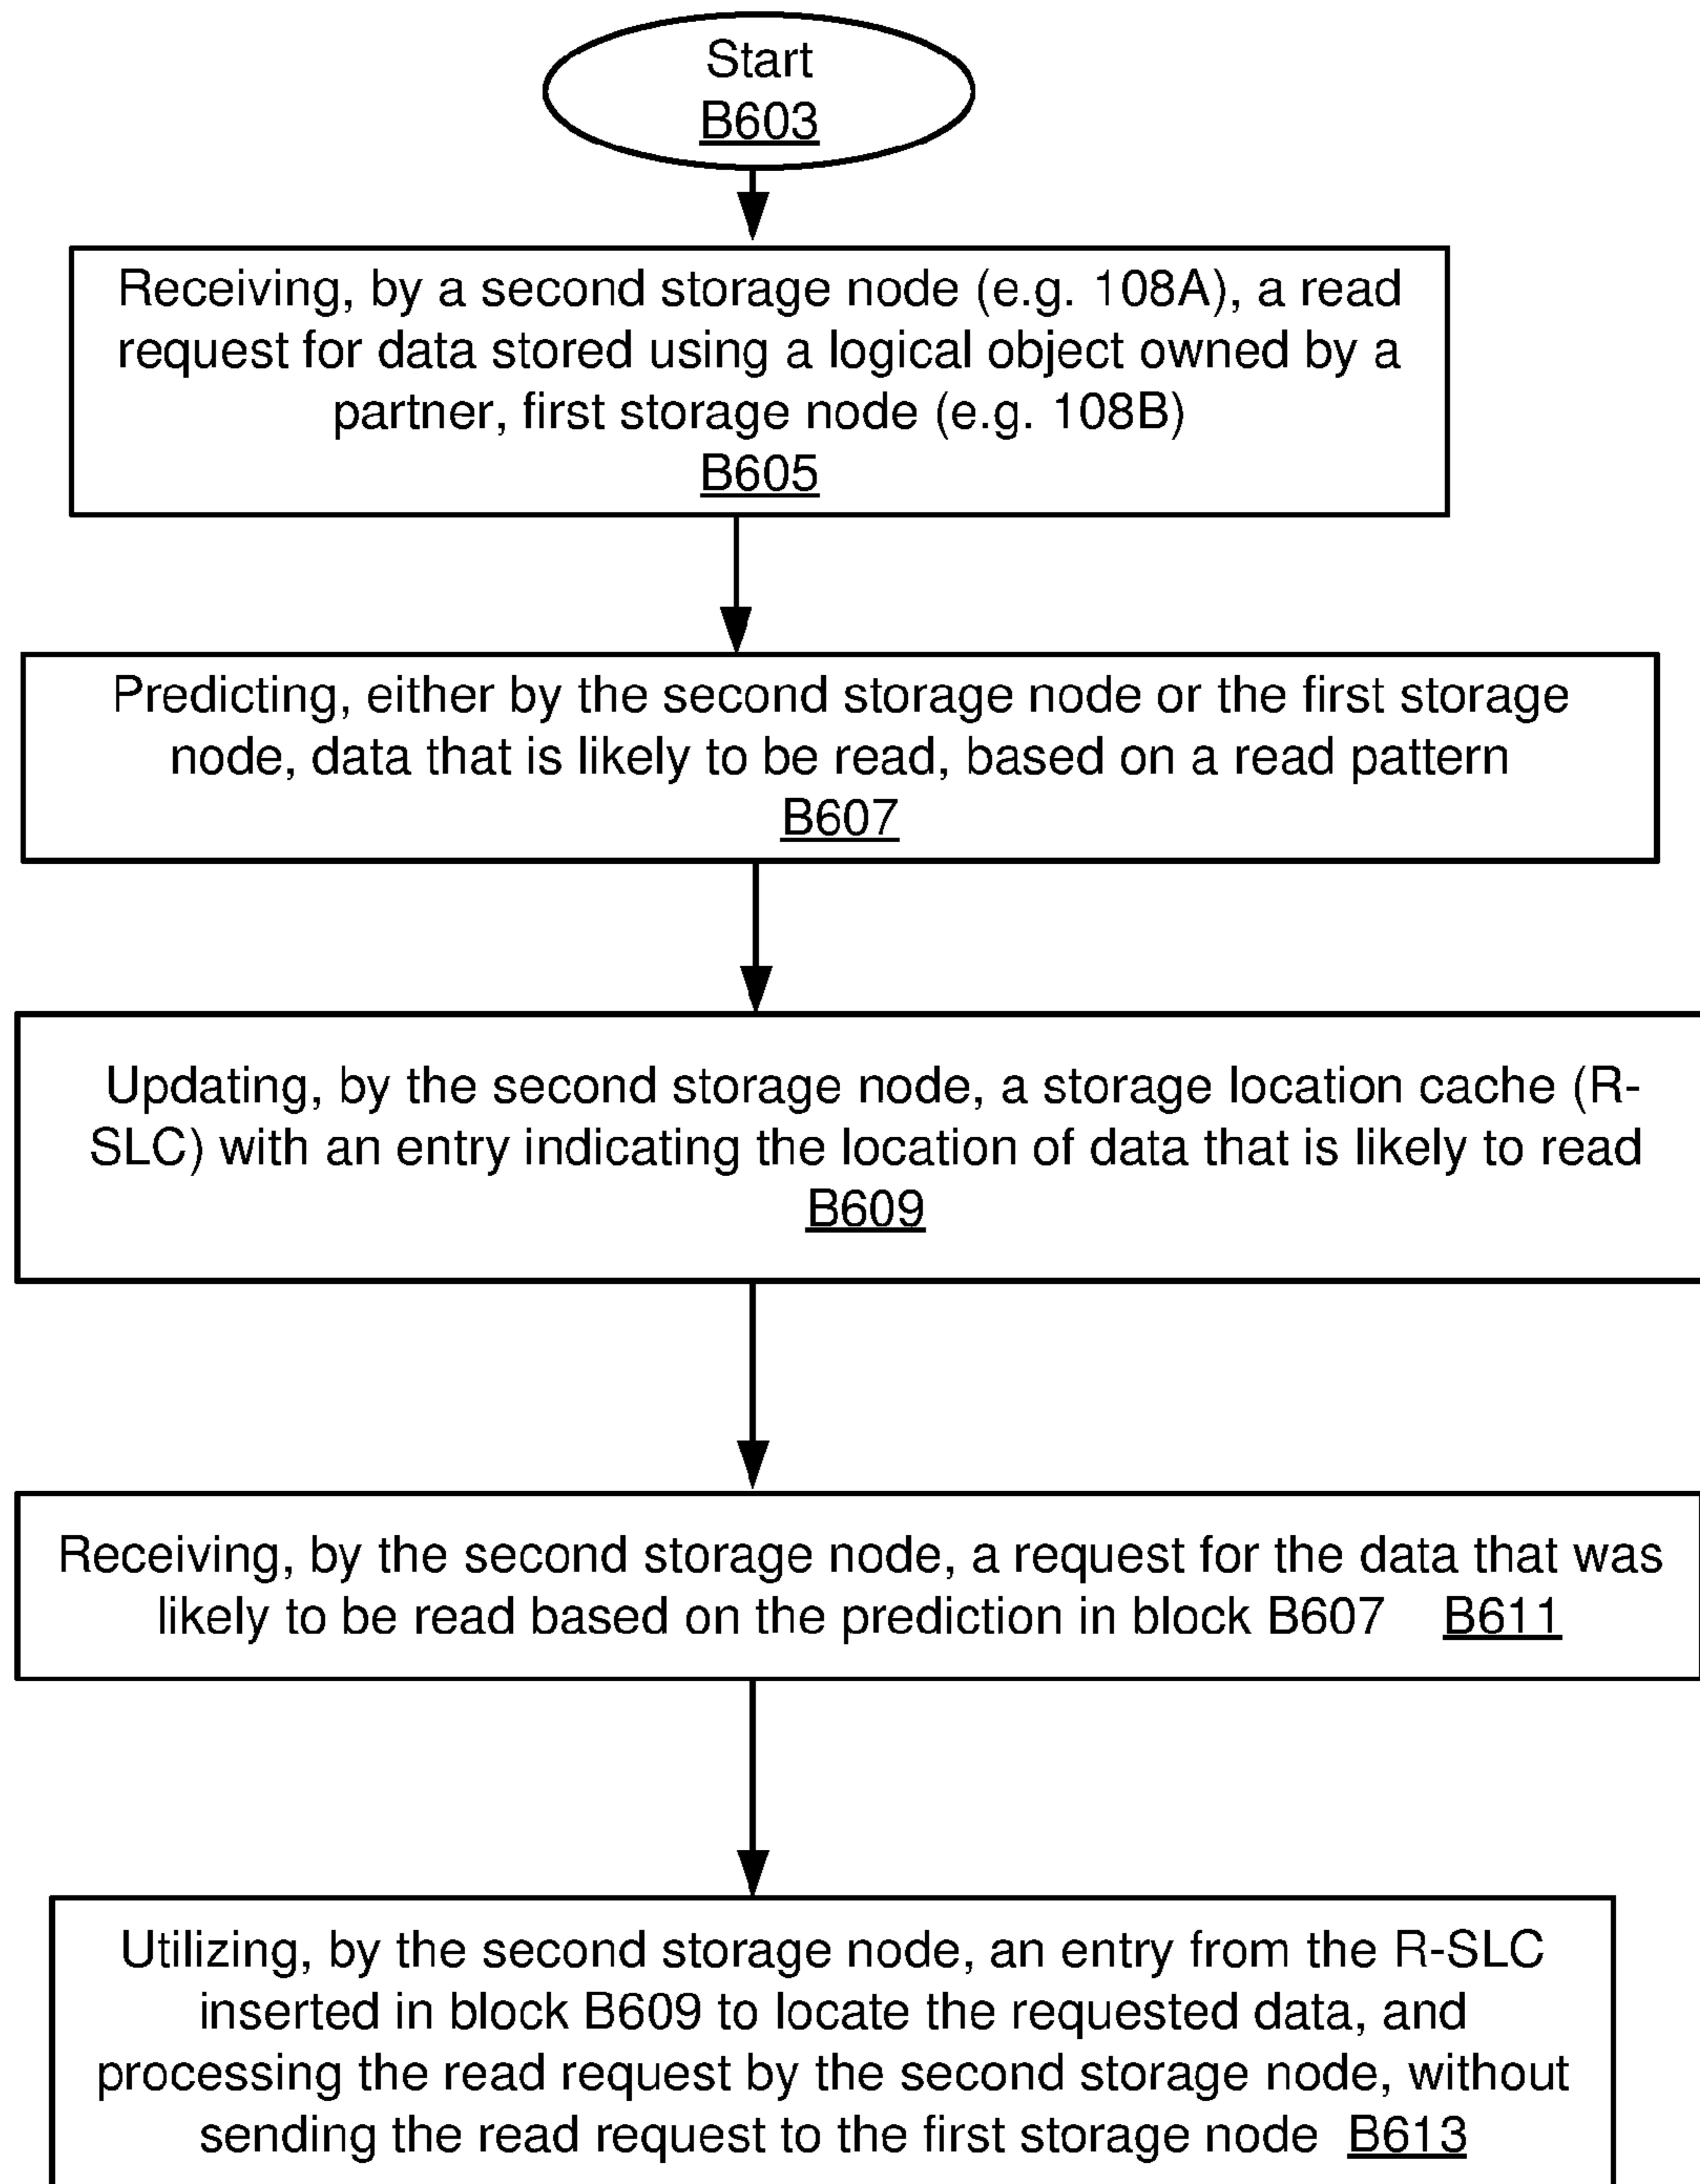 Start
B603
Receiving, by a second storage node (e.g. 108A), a read
request for data stored using a logical object owned by a
partner, first storage node (e.g. 108B)
B605
Predicting, either by the second storage node or the first storage
node, data that is likely to be read, based on a read pattern
B607
Updating, by the second storage node, a storage location cache (R-
SLC) with an entry indicating the location of data that is likely to read
B609
Receiving, by the second storage node, a request for the data that was
likely to be read based on the prediction in block B607 B611
Utilizing, by the second storage node, an entry from the R-SLC
inserted in block B609 to locate the requested data, and
processing the read request by the second storage node, without
sending the read request to the first storage node B613